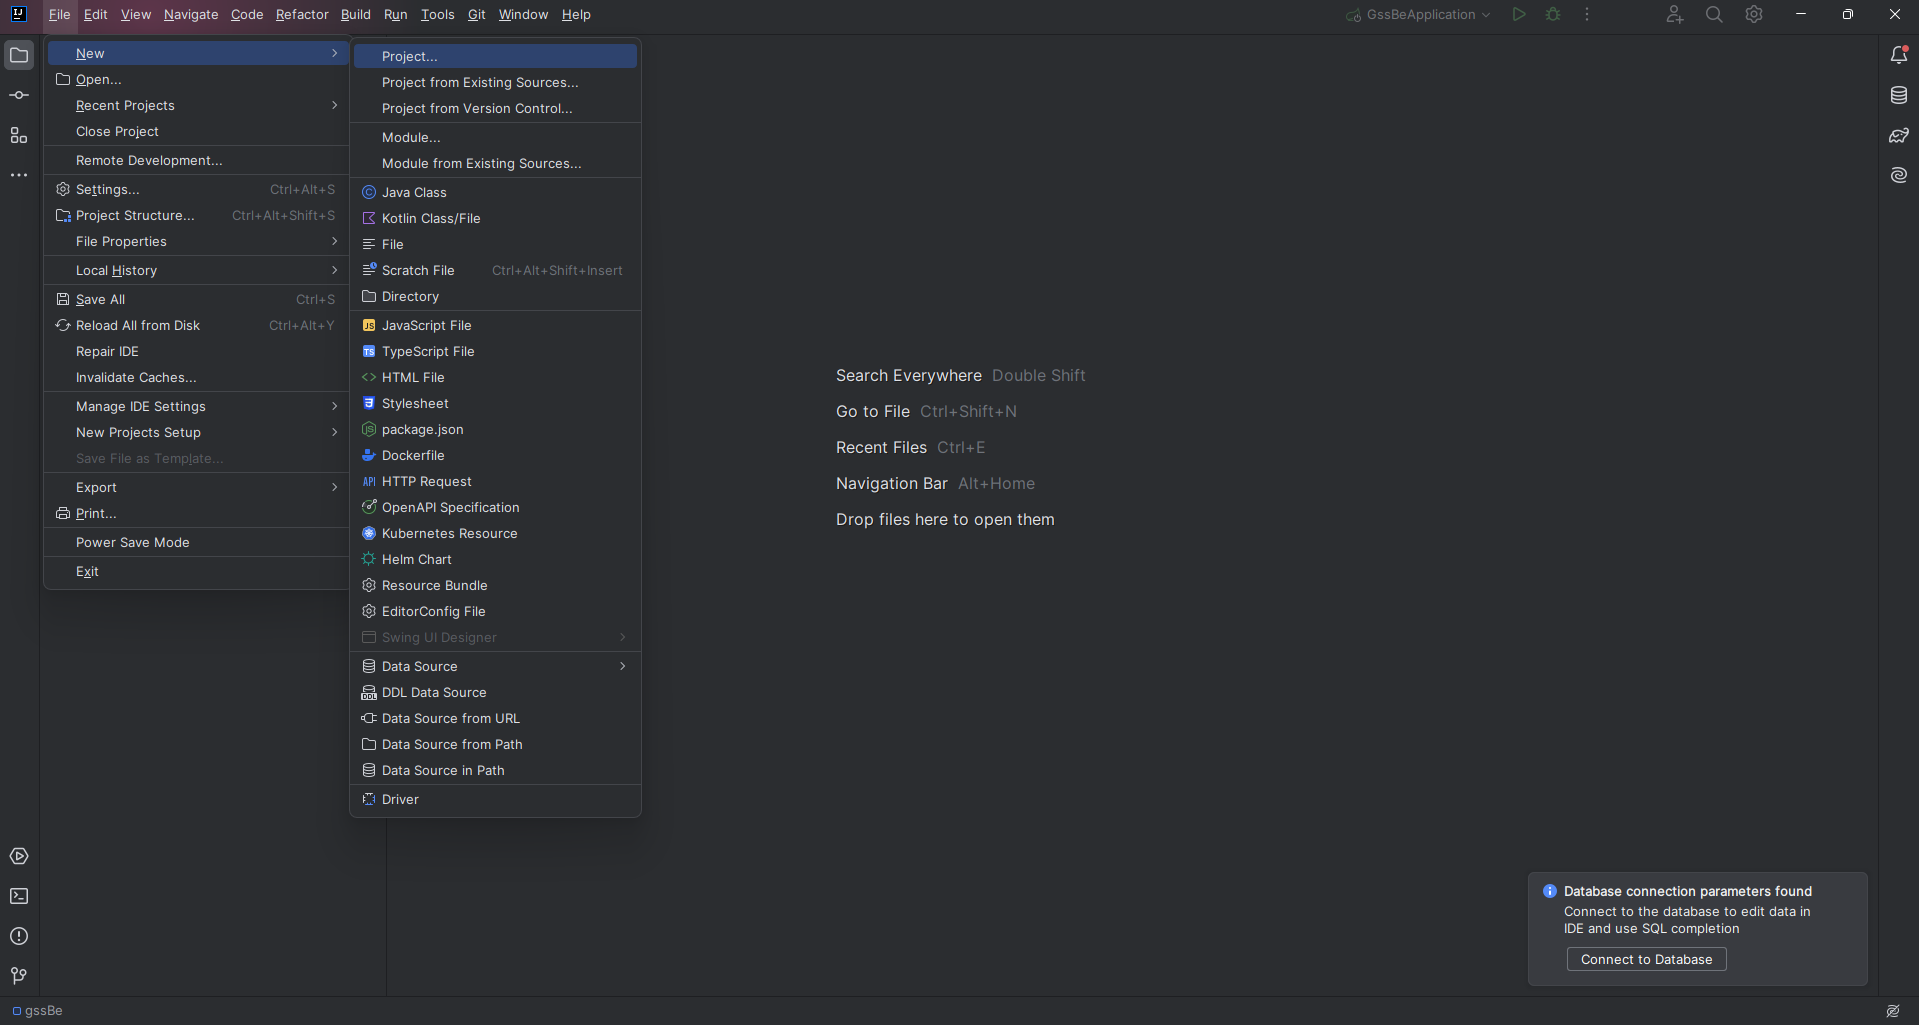 File Edit View Navigate Code Refactor Build Run Tools Git Window Help
GssBeApplication
New
Open...
Recent Projects
Close Project
Remote Development...
Settings... Ctrl+Alt+S
Project Structure... Ctrl+Alt+Shift+S
File Properties
Local History
Save All Ctrl+S
Reload All from Disk Ctrl+Alt+Y
Repair IDE
Invalidate Caches...
Manage IDE Settings
New Projects Setup
Save File as Template...
Export
Print...
Power Save Mode
Exit
Project...
Project from Existing Sources...
Project from Version Control...
Module...
Module from Existing Sources...
Java Class
Kotlin Class/File
File
Scratch File Ctrl+Alt+Shift+Insert
Directory
JavaScript File
TypeScript File
HTML File
Stylesheet
package.json
Dockerfile
API HTTP Request
OpenAPI Specification
Kubernetes Resource
Helm Chart
Resource Bundle
EditorConfig File
Swing UI Designer
Data Source
DDL Data Source
Data Source from URL
Data Source from Path
Data Source in Path
Driver
Search Everywhere Double Shift
Go to File Ctrl+Shift+N
Recent Files Ctrl+E
Navigation Bar Alt+Home
Drop files here to open them
Database connection parameters found
Connect to the database to edit data in
IDE and use SQL completion
Connect to Database
gssBe